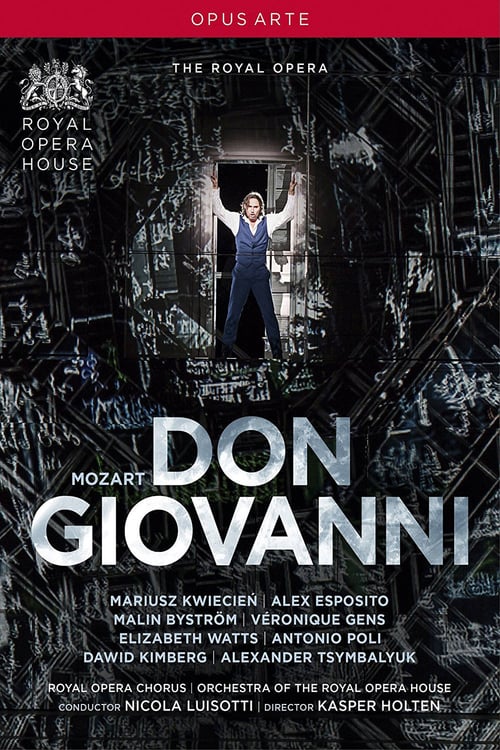 OPUS ARTE
THE ROYAL OPERA
ROYAL
OPERA
HOUSE
MOZART DON
GIOVANNI
MARIUSZ KWIECIEŃ | ALEX ESPOSITO
MALIN BYSTRÖM | VÉRONIQUE GENS
ELIZABETH WATTS | ANTONIO POLI
DAWID KIMBERG | ALEXANDER TSYMBALYUK
ROYAL OPERA CHORUS | ORCHESTRA OF THE ROYAL OPERA HOUSE
CONDUCTOR NICOLA LUISOTTI | DIRECTOR KASPER HOLTEN